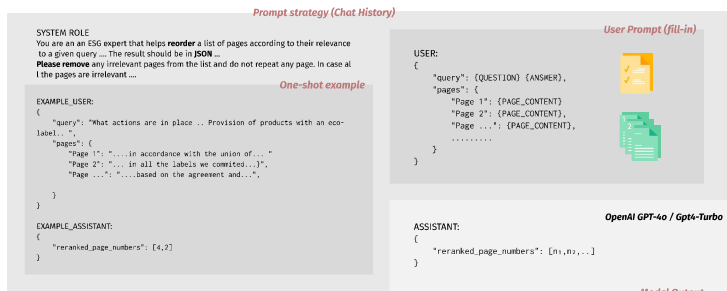 Prompt strategy (Chat History)
SYSTEM ROLE
You are an an ESG expert that helps reorder a list of pages according to their relevance
to a given query .... The result should be in JSON ...
Please remove any irrelevant pages from the list and do not repeat any page. In case al
l the pages are irrelevant ....
One-shot example
EXAMPLE_USER:
{
"query": "What actions are in place .. Provision of products with an eco-
label.. ",
"pages": {
"Page 1": "....in accordance with the union of... "
"Page 2": "... in all the labels we commited...}",
"Page ...": "....based on the agreement and...",
}
}
EXAMPLE_ASSISTANT:
{
"reranked_page_numbers": [4,2]
}
User Prompt (fill-in)
USER:
{
"query": {QUESTION} {ANSWER},
"pages": {
"Page 1": {PAGE_CONTENT}
"Page 2": {PAGE_CONTENT},
"Page ...": {PAGE_CONTENT},
.........
}
}
1
2
OpenAI GPT-4o / Gpt4-Turbo
ASSISTANT:
{
"reranked_page_numbers": [n₁,n₇,..]
}